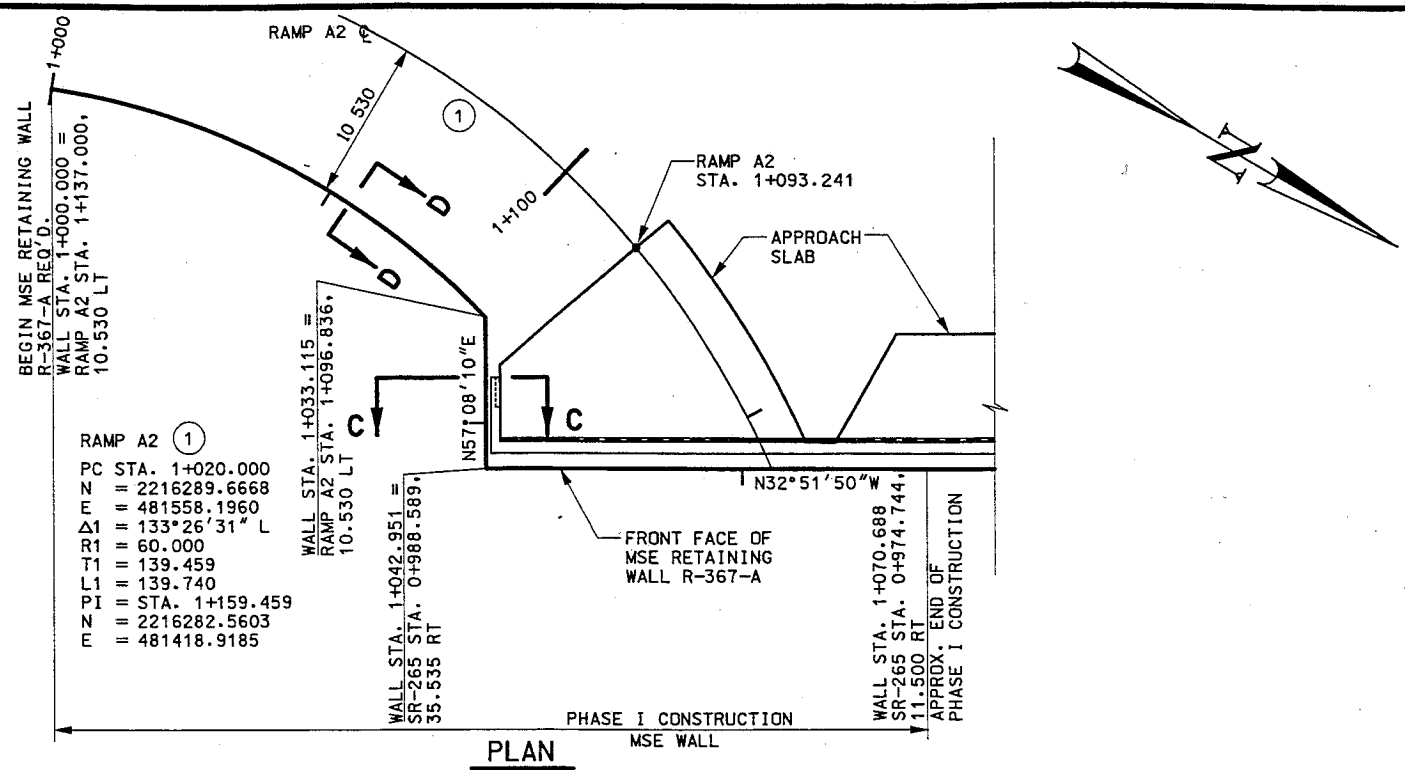 1+000
RAMP A2 ℄
10 530
1
1+100
D
D
RAMP A2
STA. 1+093.241
APPROACH
SLAB
N
BEGIN MSE RETAINING WALL
R-367-A REQ'D.
WALL STA. 1+000.000 =
RAMP A2 STA. 1+137.000,
10.530 LT
WALL STA. 1+033.115 =
RAMP A2 STA. 1+096.836,
10.530 LT
N57°08'10"E
C
C
RAMP A2 1
PC STA. 1+020.000
N = 2216289.6668
E = 481558.1960
Δ1 = 133°26'31" L
R1 = 60.000
T1 = 139.459
L1 = 139.740
PI = STA. 1+159.459
N = 2216282.5603
E = 481418.9185
WALL STA. 1+042.951 =
SR-265 STA. 0+988.589,
35.535 RT
N32°51'50"W
FRONT FACE OF
MSE RETAINING
WALL R-367-A
WALL STA. 1+070.688
SR-265 STA. 0+974.744,
11.500 RT
APPROX. END OF
PHASE I CONSTRUCTION
PHASE I CONSTRUCTION
MSE WALL
PLAN